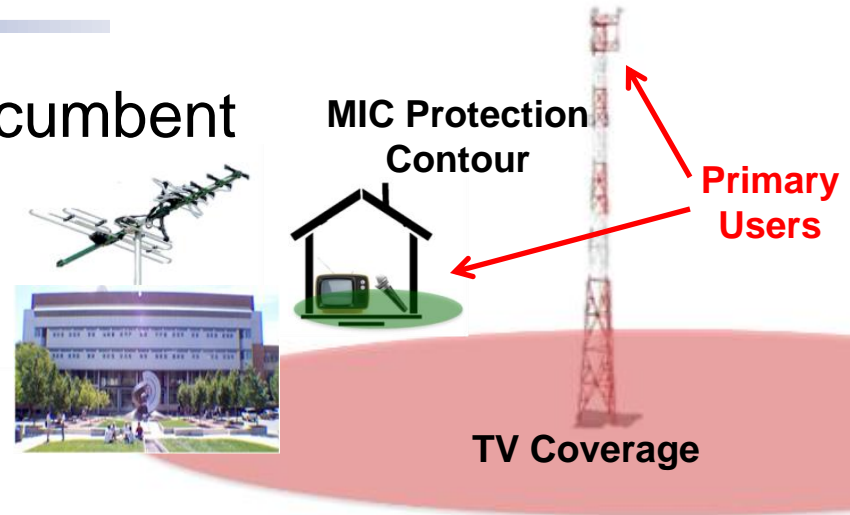 cumbent
MIC Protection
Contour
Primary
Users
TV Coverage